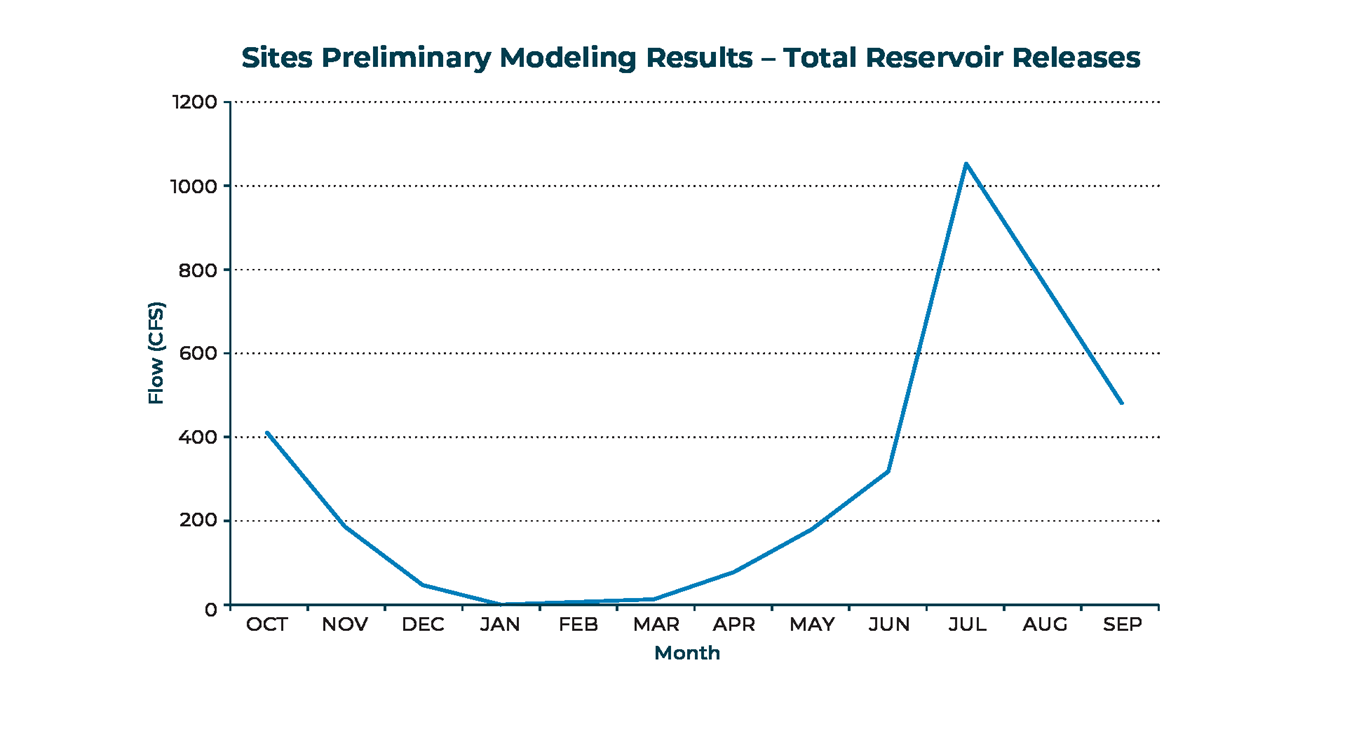 Sites Preliminary Modeling Results – Total Reservoir Releases
1200
1000
800
600
400
200
0
Flow (CFS)
OCT NOV DEC JAN FEB MAR APR MAY JUN JUL AUG SEP
Month